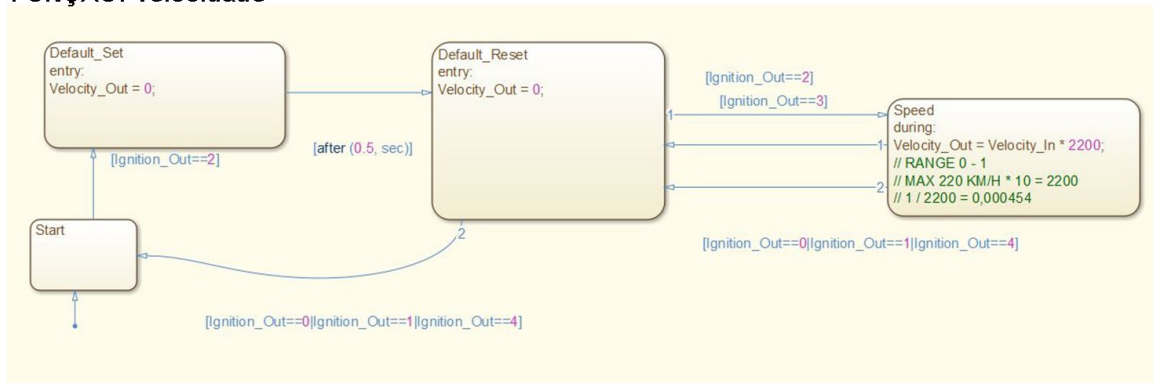 Default_Set
entry:
Velocity_Out = 0;
Default_Reset
entry:
Velocity_Out = 0;
[Ignition_Out==2]
[Ignition_Out==3]
1
Speed
during:
Velocity_Out = Velocity_In * 2200;
// RANGE 0 - 1
// MAX 220 KM/H * 10 = 2200
// 1 / 2200 = 0,000454
1
2
[after (0.5, sec)]
[Ignition_Out==2]
Start
2
[Ignition_Out==0|Ignition_Out==1|Ignition_Out==4]
[Ignition_Out==0|Ignition_Out==1|Ignition_Out==4]